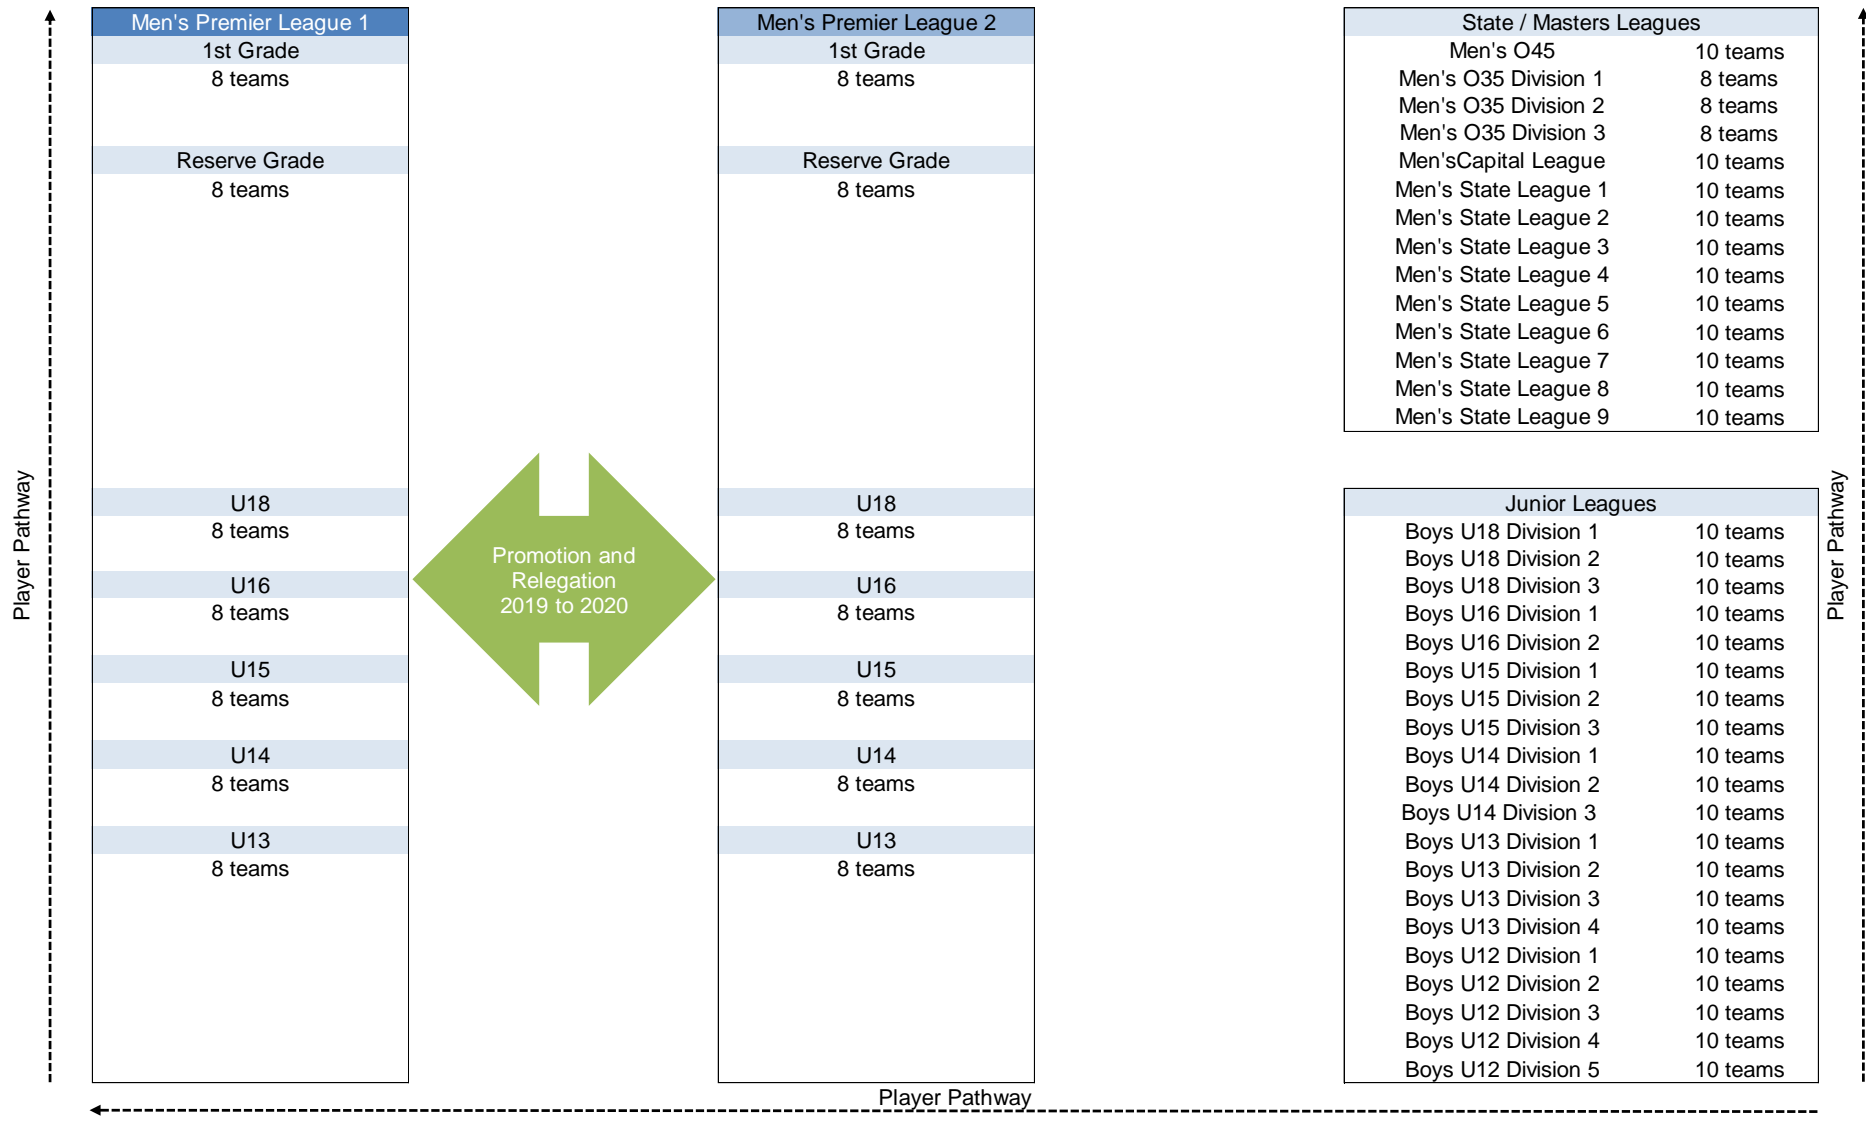 Men's Premier League 1
1st Grade
8 teams
Reserve Grade
8 teams
U18
8 teams
U16
8 teams
U15
8 teams
U14
8 teams
U13
8 teams
Promotion and
Relegation
2019 to 2020
Men's Premier League 2
1st Grade
8 teams
Reserve Grade
8 teams
U18
8 teams
U16
8 teams
U15
8 teams
U14
8 teams
U13
8 teams
State / Masters Leagues
Men's O45 10 teams
Men's O35 Division 1 8 teams
Men's O35 Division 2 8 teams
Men's O35 Division 3 8 teams
Men'sCapital League 10 teams
Men's State League 1 10 teams
Men's State League 2 10 teams
Men's State League 3 10 teams
Men's State League 4 10 teams
Men's State League 5 10 teams
Men's State League 6 10 teams
Men's State League 7 10 teams
Men's State League 8 10 teams
Men's State League 9 10 teams
Junior Leagues
Boys U18 Division 1 10 teams
Boys U18 Division 2 10 teams
Boys U18 Division 3 10 teams
Boys U16 Division 1 10 teams
Boys U16 Division 2 10 teams
Boys U15 Division 1 10 teams
Boys U15 Division 2 10 teams
Boys U15 Division 3 10 teams
Boys U14 Division 1 10 teams
Boys U14 Division 2 10 teams
Boys U14 Division 3 10 teams
Boys U13 Division 1 10 teams
Boys U13 Division 2 10 teams
Boys U13 Division 3 10 teams
Boys U13 Division 4 10 teams
Boys U12 Division 1 10 teams
Boys U12 Division 2 10 teams
Boys U12 Division 3 10 teams
Boys U12 Division 4 10 teams
Boys U12 Division 5 10 teams
Player Pathway
Player Pathway
Player Pathway